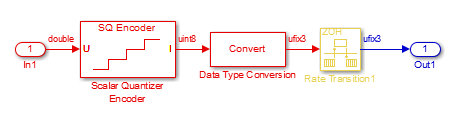 SQ Encoder
double
U
I
uint8
Convert
ufix3
ZOH
ufix3
1
1
In1
Data Type Conversion
Rate Transition1
Out1
Scalar Quantizer
Encoder